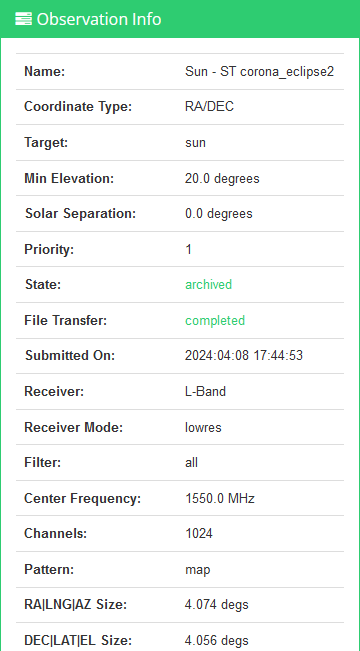 Observation Info
Name: Sun - ST corona_eclipse2
Coordinate Type: RA/DEC
Target: sun
Min Elevation: 20.0 degrees
Solar Separation: 0.0 degrees
Priority: 1
State: archived
File Transfer: completed
Submitted On: 2024:04:08 17:44:53
Receiver: L-Band
Receiver Mode: lowres
Filter: all
Center Frequency: 1550.0 MHz
Channels: 1024
Pattern: map
RA|LNG|AZ Size: 4.074 degs
DEC|LAT|EL Size: 4.056 degs